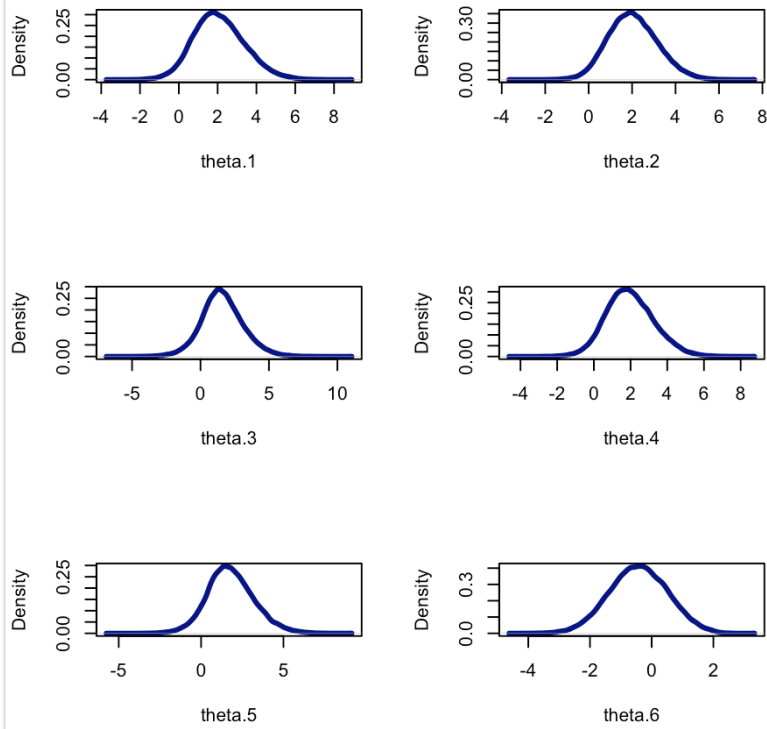 Density
0.00 0.25
-4 -2 0 2 4 6 8
theta.1
Density
0.00 0.30
-4 -2 0 2 4 6 8
theta.2
Density
0.00 0.25
-5 0 5 10
theta.3
Density
0.00 0.25
-4 -2 0 2 4 6 8
theta.4
Density
0.00 0.25
-5 0 5
theta.5
Density
0.0 0.3
-4 -2 0 2
theta.6